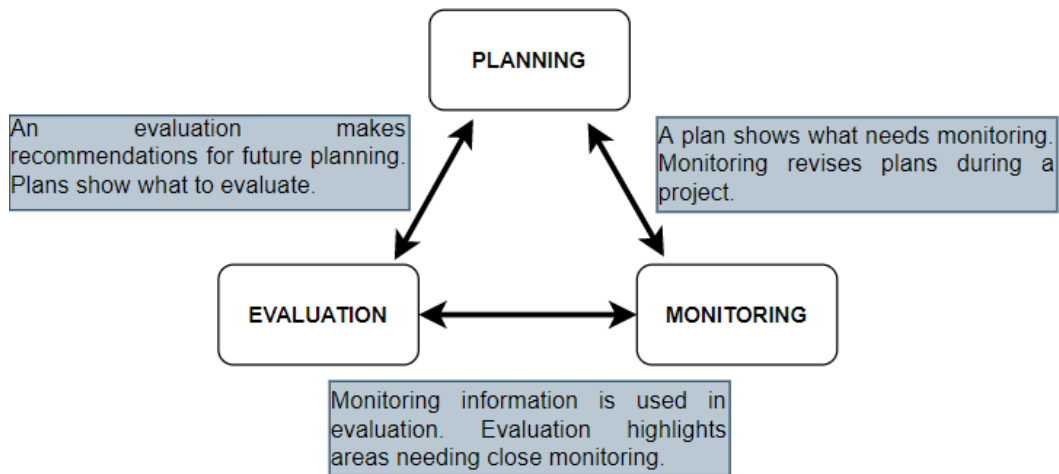 PLANNING
An evaluation makes
recommendations for future planning.
Plans show what to evaluate.
A plan shows what needs monitoring.
Monitoring revises plans during a
project.
EVALUATION
MONITORING
Monitoring information is used in
evaluation. Evaluation highlights
areas needing close monitoring.